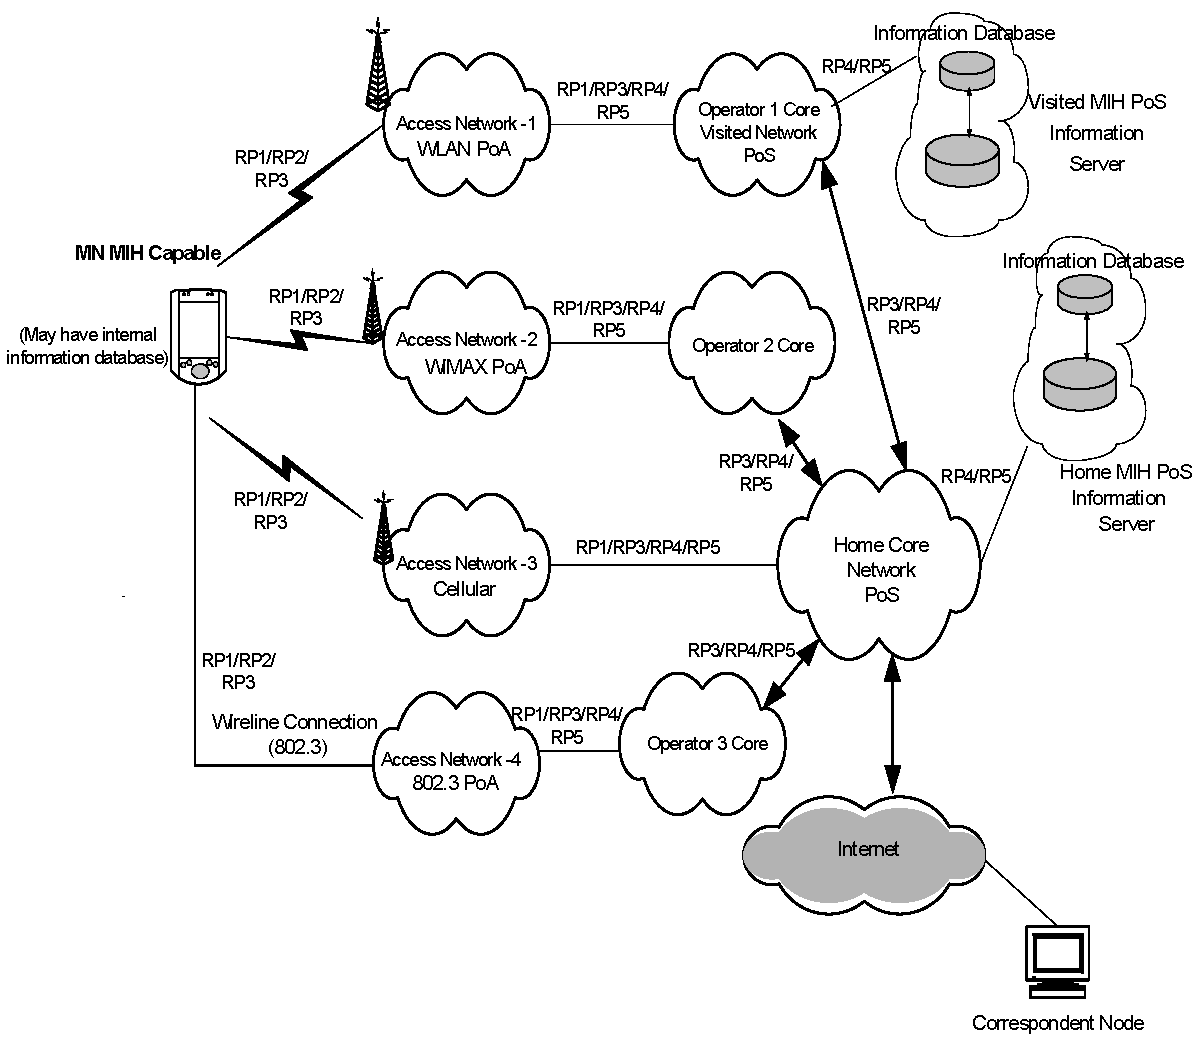 Information Database
RP4/RP5
Visited MIH PoS
Information
Server
RP1/RP3/RP4/
RP5
Operator 1 Core
Visited Network
PoS
Access Network -1
WLAN PoA
RP1/RP2/
RP3
MN MIH Capable
(May have internal
information database)
RP1/RP2/
RP3
Access Network -2
WIMAX PoA
RP1/RP3/RP4/
RP5
Operator 2 Core
RP3/RP4/
RP5
Information Database
RP3/RP4/
RP5
RP4/RP5
Home MIH PoS
Information
Server
RP1/RP2/
RP3
Access Network -3
Cellular
RP1/RP3/RP4/RP5
Home Core
Network
PoS
RP1/RP2/
RP3
Wireline Connection
(802.3)
Access Network -4
802.3 PoA
RP1/RP3/RP4/
RP5
Operator 3 Core
RP3/RP4/RP5
Internet
Correspondent Node